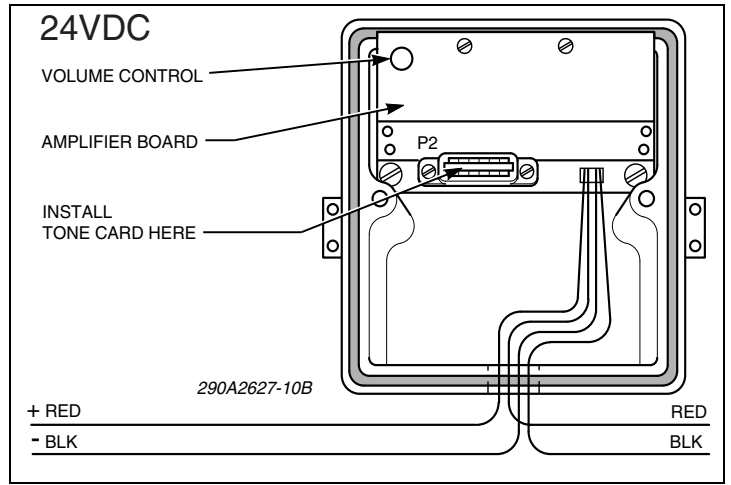 24VDC
VOLUME CONTROL
AMPLIFIER BOARD
P2
INSTALL
TONE CARD HERE
290A2627-10B
+ RED
RED
- BLK
BLK